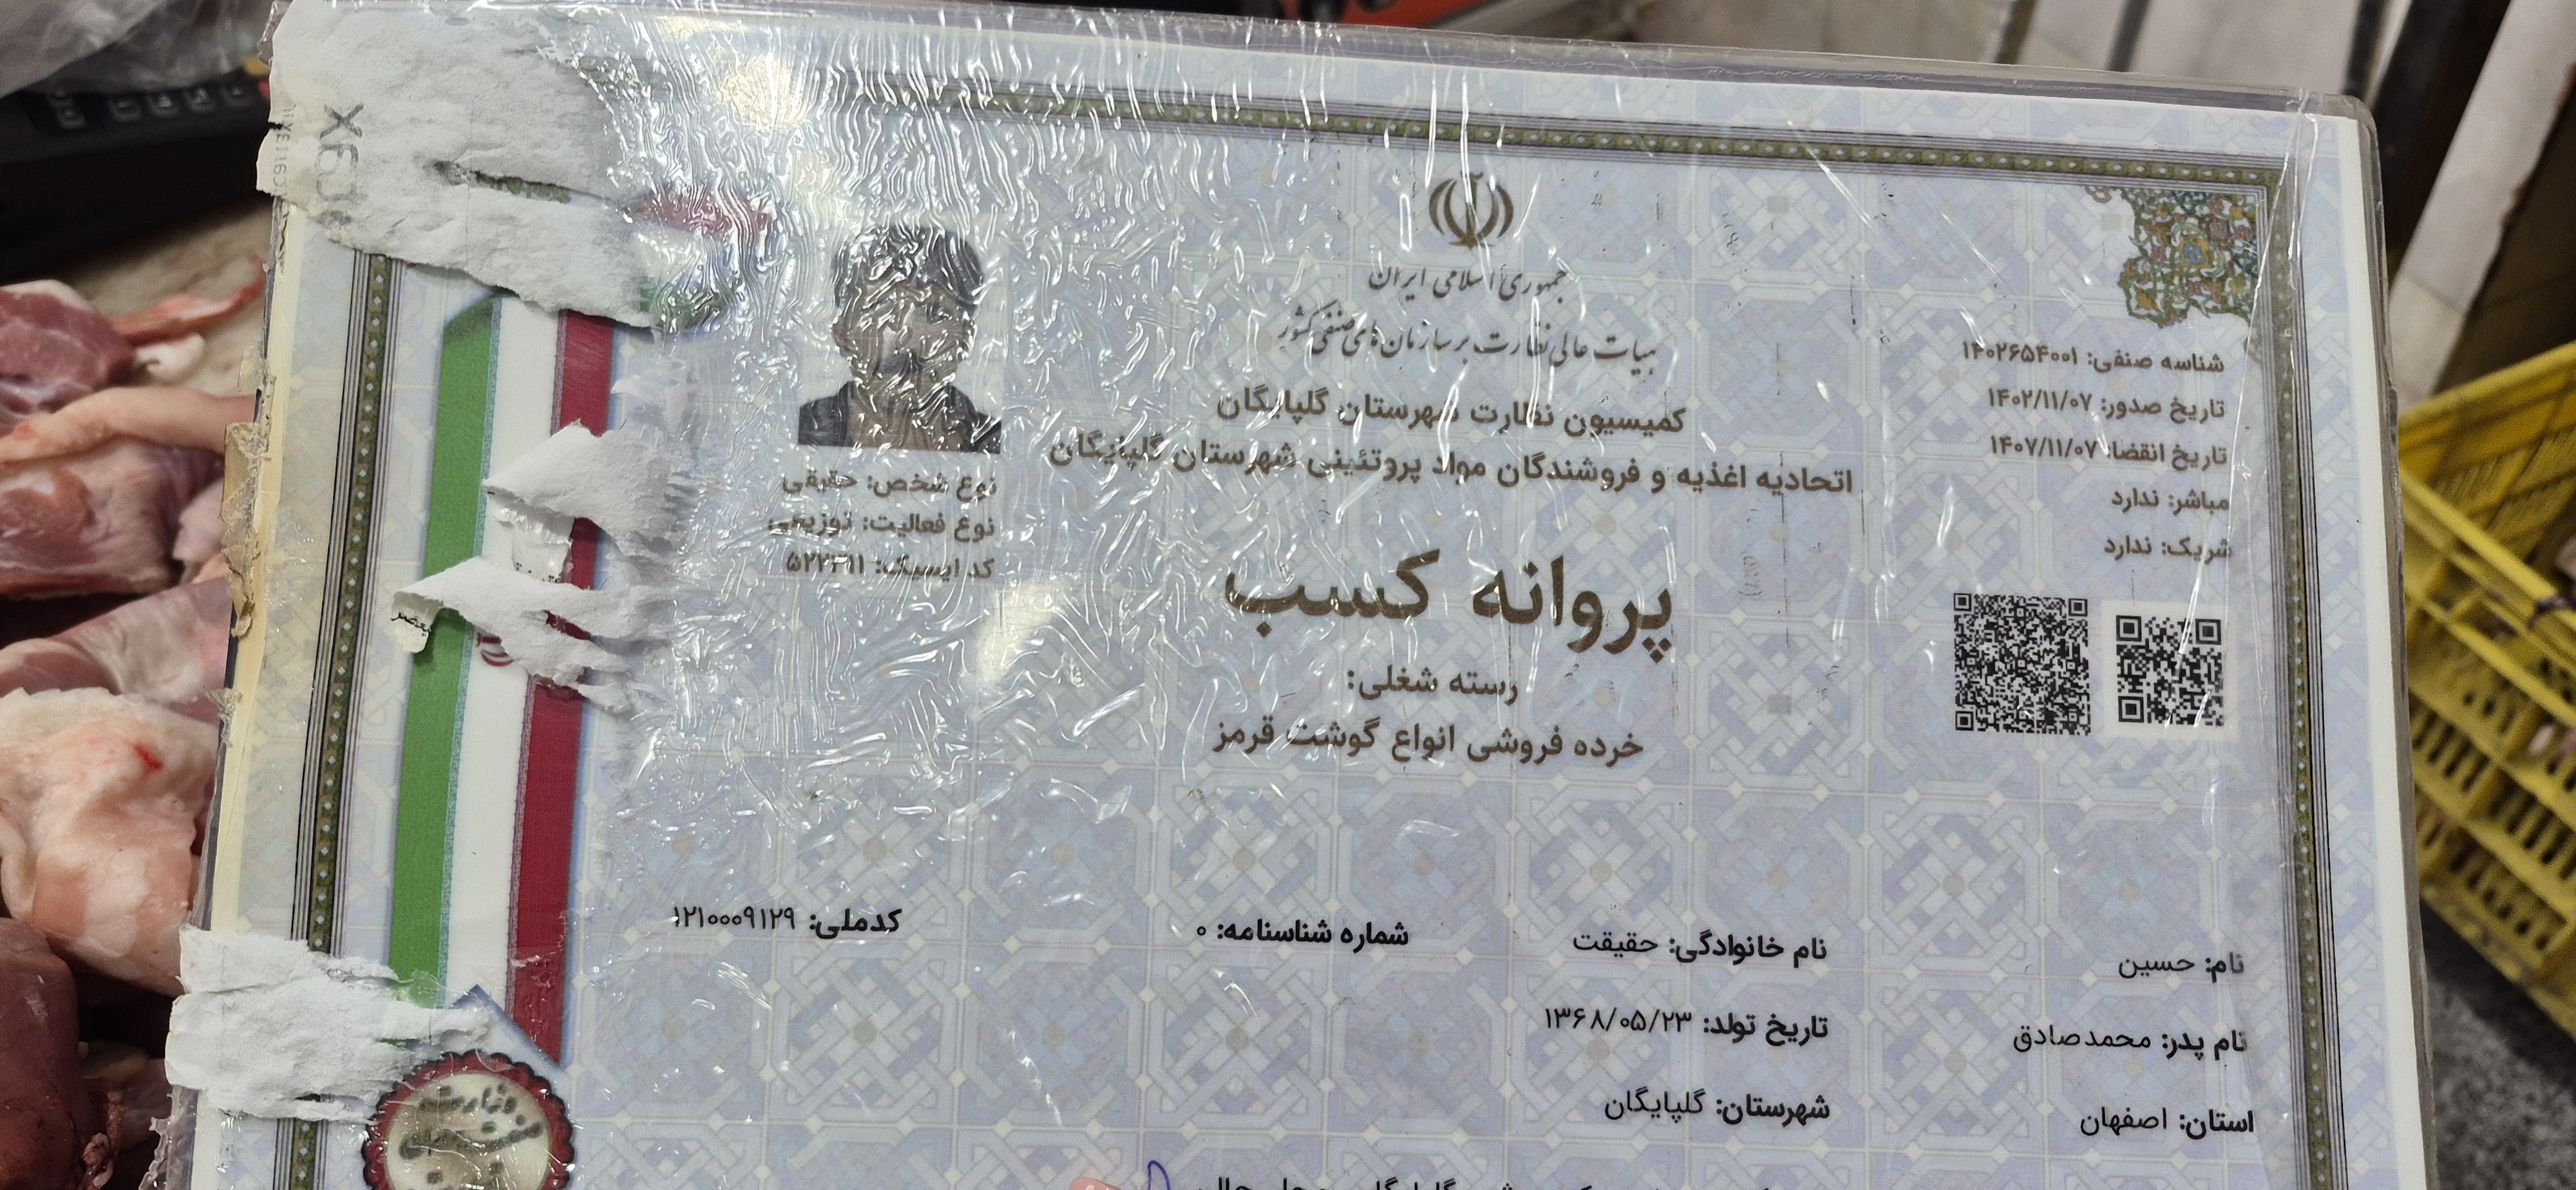 جمهوری اسلامی ایران
هیات عالی نظارت بر سازمان های صنفی کشور
کمیسیون نظارت شهرستان گلپایگان
اتحادیه اغذیه و فروشندگان مواد پروتئینی شهرستان گلپایگان
شناسه صنفی: ۱۴۰۲۶۵۴۰۰۱
تاریخ صدور: ۱۴۰۲/۱۱/۰۷
تاریخ انقضا: ۱۴۰۷/۱۱/۰۷
مباشر: ندارد
شریک: ندارد
نوع شخص: حقیقی
نوع فعالیت: توزیعی
کد ایسیک:
پروانه کسب
رسته شغلی:
خرده فروشی انواع گوشت قرمز
نام: حسین نام خانوادگی: حقیقت شماره شناسنامه: ۰ کدملی: ۱۲۱۰۰۰۹۱۲۹
نام پدر: محمدصادق تاریخ تولد: ۱۳۶۸/۰۵/۲۳
استان: اصفهان شهرستان: گلپایگان